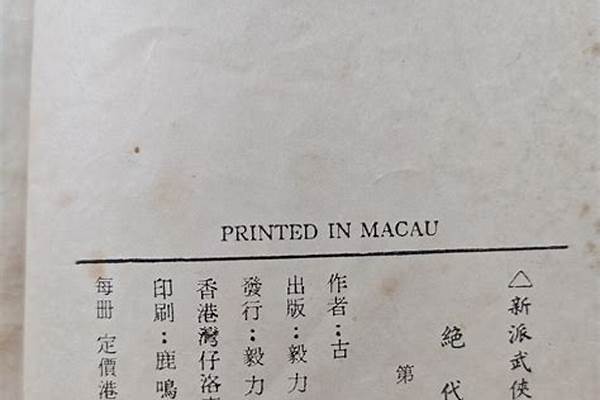 PRINTED IN MACAU
△新派武俠
絕代
第
作者：古
出版：毅力
發行：毅力
香港灣仔洛
印刷：鹿鳴
每冊 定價港